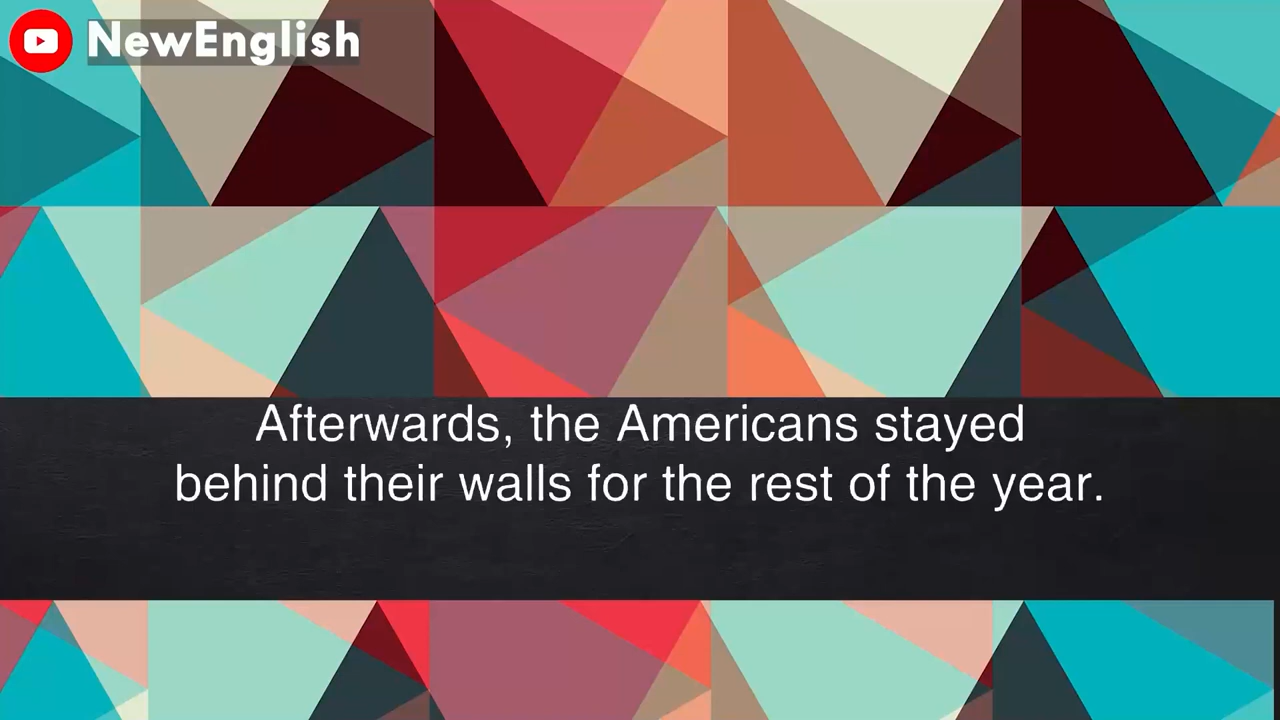 NewEnglish
Afterwards, the Americans stayed
behind their walls for the rest of the year.